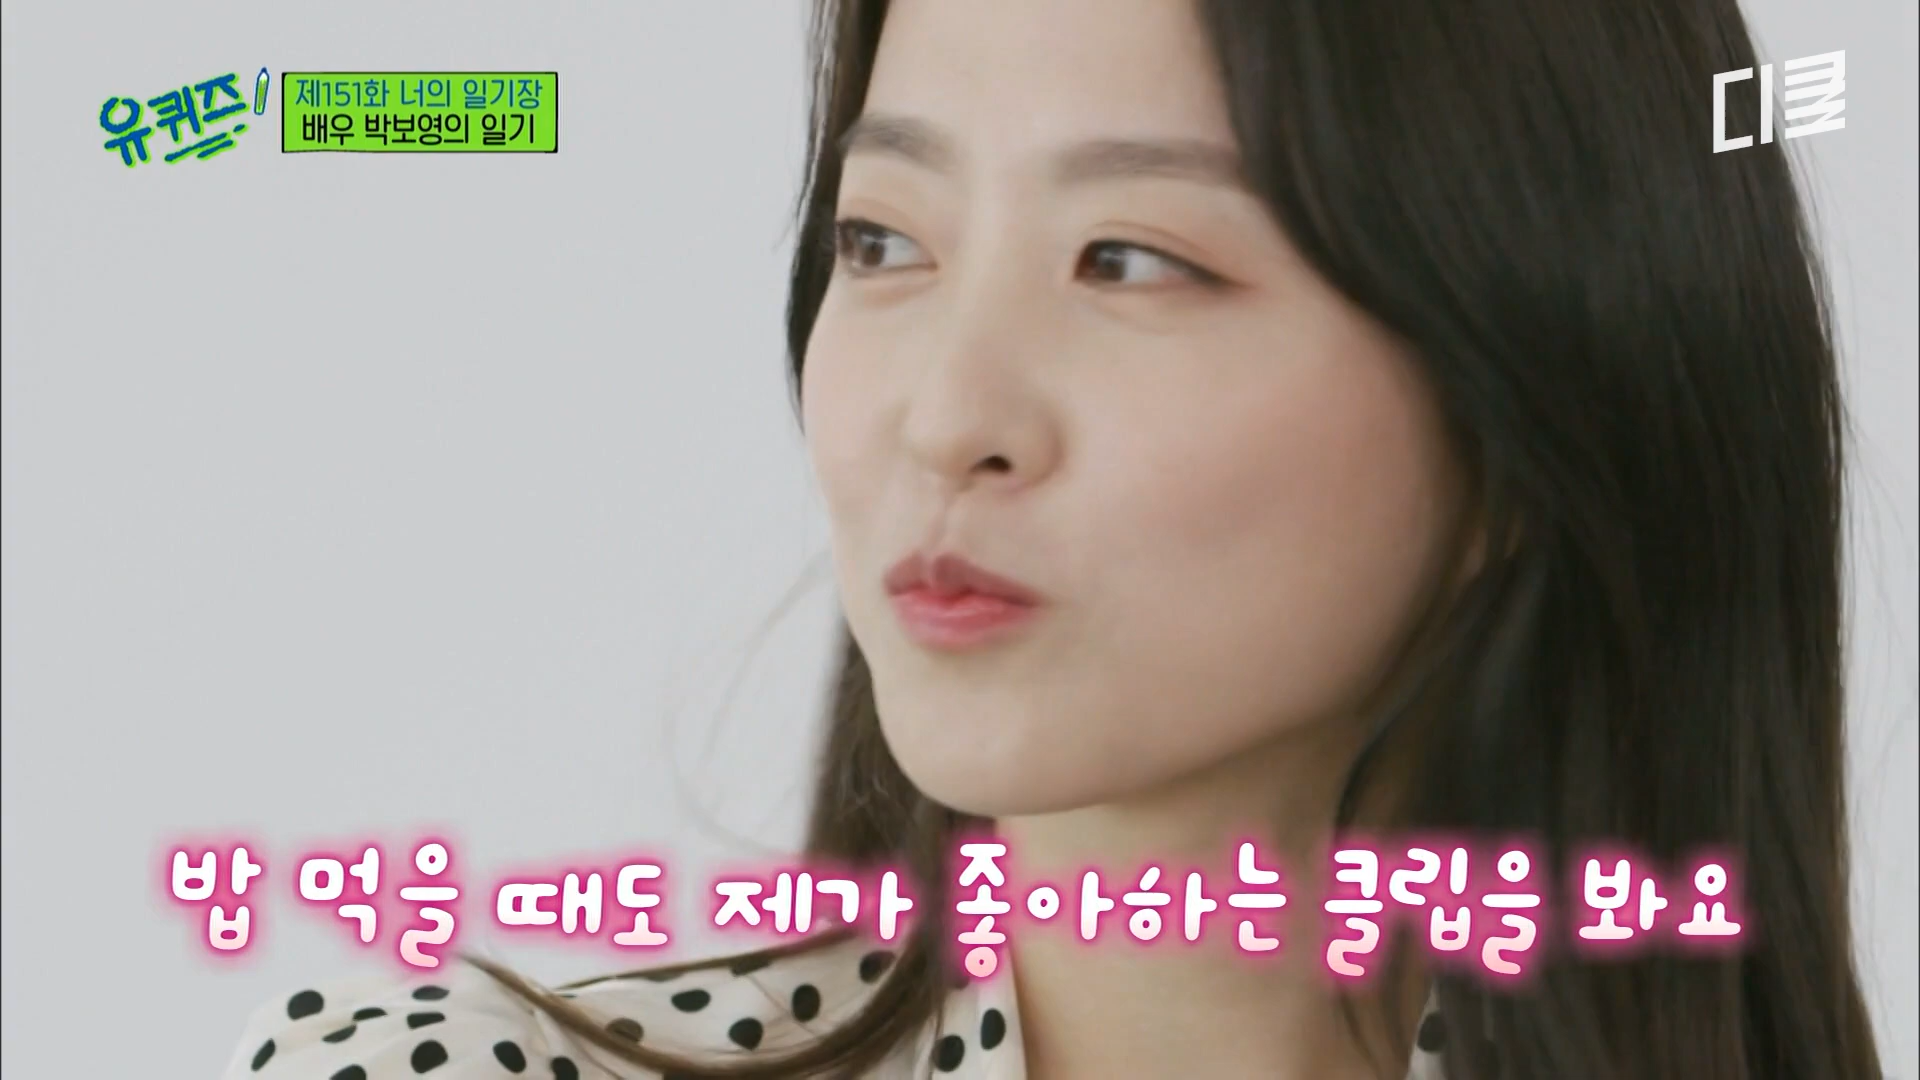 유퀴즈
제151화 너의 일기장
배우 박보영의 일기
디글
밥 먹을 때도 제가 좋아하는 클립을 봐요